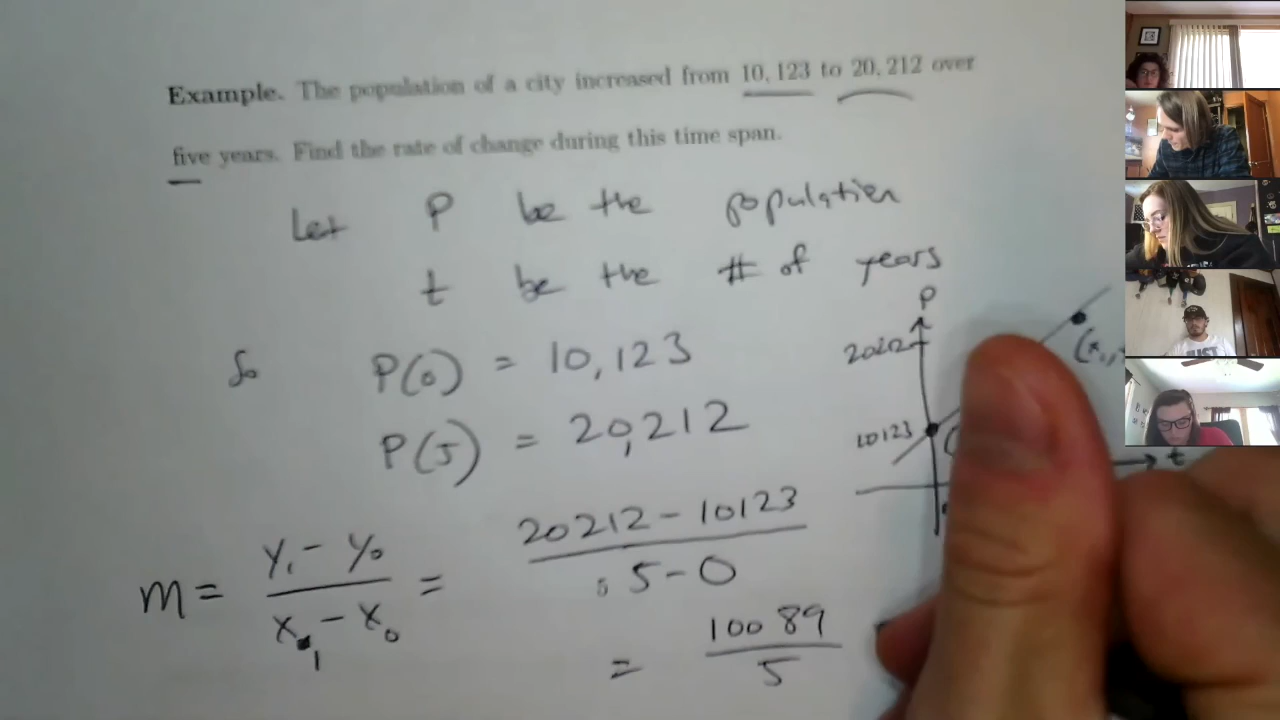 Example. The population of a city increased from 10, 123 to 20, 212 over
five years. Find the rate of change during this time span.
Let P be the population
t be the # of years
So P(0) = 10,123
P(5) = 20,212
m = y₁ - y₀ / x₁ - x₀ = 20212 - 10123 / 5 - 0
= 10089 / 5
P
20212
10123
t